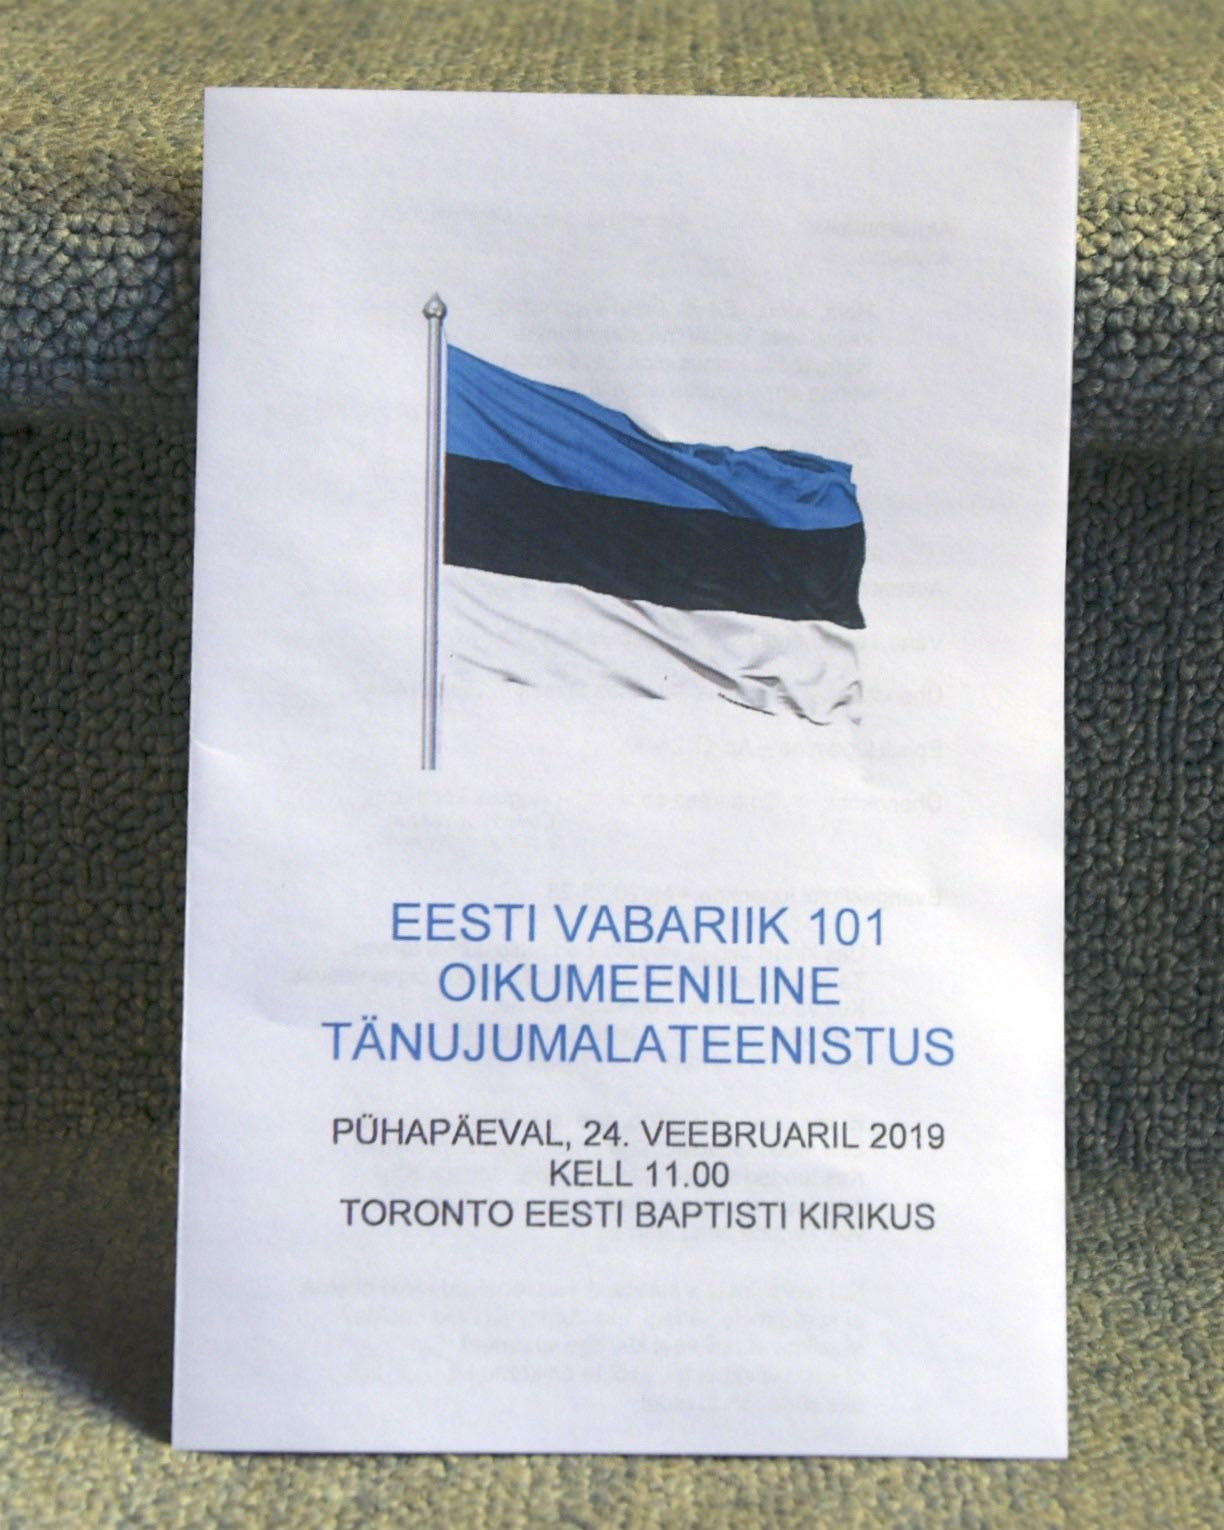 EESTI VABARIIK 101
OIKUMEENILINE
TÄNUJUMALATEENISTUS
PÜHAPÄEVAL, 24. VEEBRUARIL 2019
KELL 11.00
TORONTO EESTI BAPTISTI KIRIKUS